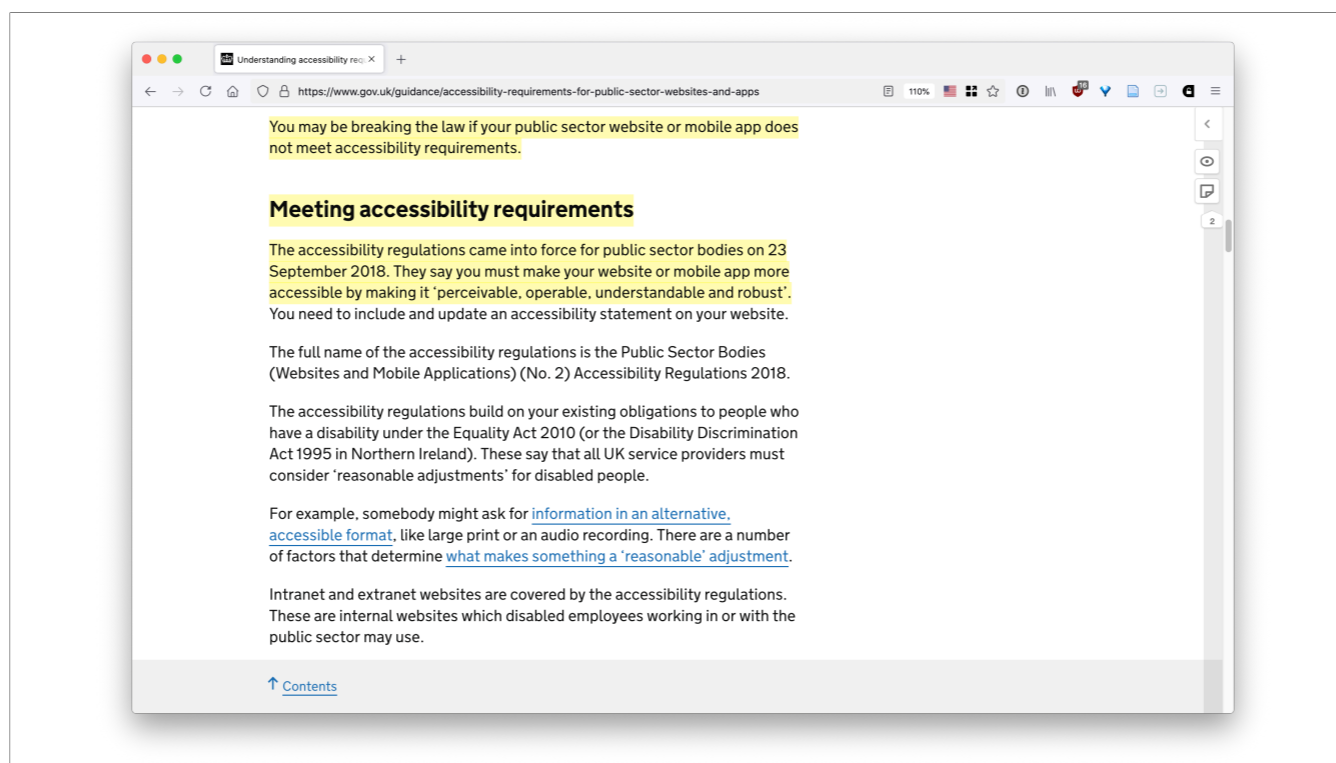 Understanding accessibility req
https://www.gov.uk/guidance/accessibility-requirements-for-public-sector-websites-and-apps
110%
16
You may be breaking the law if your public sector website or mobile app does
not meet accessibility requirements.
Meeting accessibility requirements
The accessibility regulations came into force for public sector bodies on 23
September 2018. They say you must make your website or mobile app more
accessible by making it ‘perceivable, operable, understandable and robust’.
You need to include and update an accessibility statement on your website.
The full name of the accessibility regulations is the Public Sector Bodies
(Websites and Mobile Applications) (No. 2) Accessibility Regulations 2018.
The accessibility regulations build on your existing obligations to people who
have a disability under the Equality Act 2010 (or the Disability Discrimination
Act 1995 in Northern Ireland). These say that all UK service providers must
consider ‘reasonable adjustments’ for disabled people.
For example, somebody might ask for information in an alternative,
accessible format, like large print or an audio recording. There are a number
of factors that determine what makes something a ‘reasonable’ adjustment.
Intranet and extranet websites are covered by the accessibility regulations.
These are internal websites which disabled employees working in or with the
public sector may use.
Contents
2